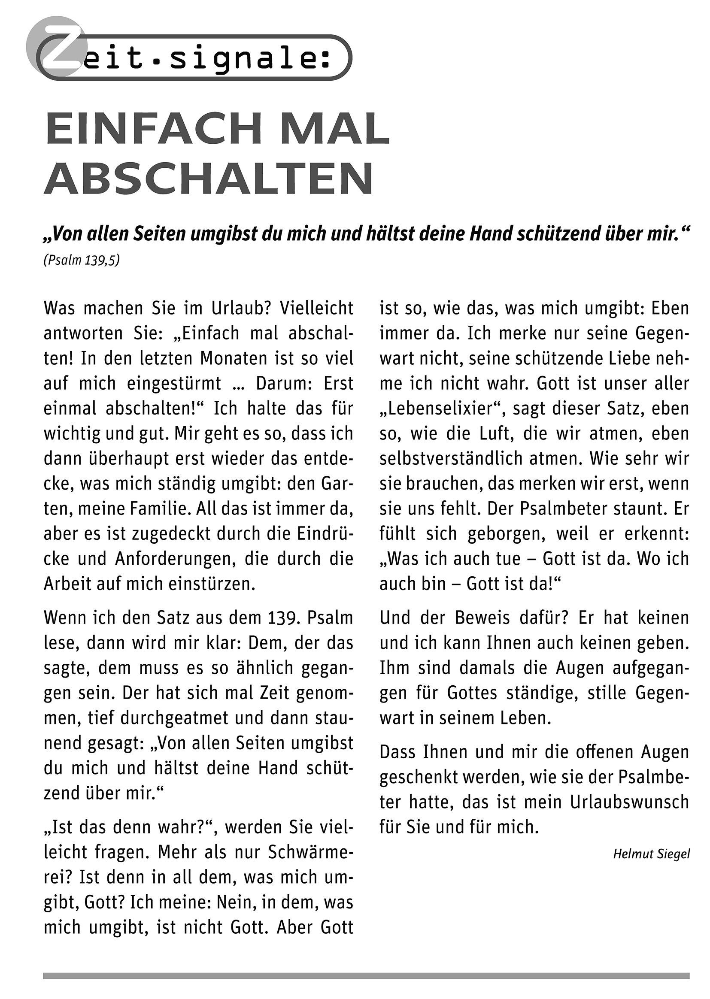 Zeit.signale:
EINFACH MAL
ABSCHALTEN
„Von allen Seiten umgibst du mich und hältst deine Hand schützend über mir.“
(Psalm 139,5)
Was machen Sie im Urlaub? Vielleicht
antworten Sie: „Einfach mal abschal-
ten! In den letzten Monaten ist so viel
auf mich eingestürmt … Darum: Erst
einmal abschalten!“ Ich halte das für
wichtig und gut. Mir geht es so, dass ich
dann überhaupt erst wieder das entde-
cke, was mich ständig umgibt: den Gar-
ten, meine Familie. All das ist immer da,
aber es ist zugedeckt durch die Eindrü-
cke und Anforderungen, die durch die
Arbeit auf mich einstürzen.
Wenn ich den Satz aus dem 139. Psalm
lese, dann wird mir klar: Dem, der das
sagte, dem muss es so ähnlich gegan-
gen sein. Der hat sich mal Zeit genom-
men, tief durchgeatmet und dann stau-
nend gesagt: „Von allen Seiten umgibst
du mich und hältst deine Hand schüt-
zend über mir.“
„Ist das denn wahr?“, werden Sie viel-
leicht fragen. Mehr als nur Schwärme-
rei? Ist denn in all dem, was mich um-
gibt, Gott? Ich meine: Nein, in dem, was
mich umgibt, ist nicht Gott. Aber Gott
ist so, wie das, was mich umgibt: Eben
immer da. Ich merke nur seine Gegen-
wart nicht, seine schützende Liebe neh-
me ich nicht wahr. Gott ist unser aller
„Lebenselixier“, sagt dieser Satz, eben
so, wie die Luft, die wir atmen, eben
selbstverständlich atmen. Wie sehr wir
sie brauchen, das merken wir erst, wenn
sie uns fehlt. Der Psalmbeter staunt. Er
fühlt sich geborgen, weil er erkennt:
„Was ich auch tue – Gott ist da. Wo ich
auch bin – Gott ist da!“
Und der Beweis dafür? Er hat keinen
und ich kann Ihnen auch keinen geben.
Ihm sind damals die Augen aufgegan-
gen für Gottes ständige, stille Gegen-
wart in seinem Leben.
Dass Ihnen und mir die offenen Augen
geschenkt werden, wie sie der Psalmbe-
ter hatte, das ist mein Urlaubswunsch
für Sie und für mich.
Helmut Siegel